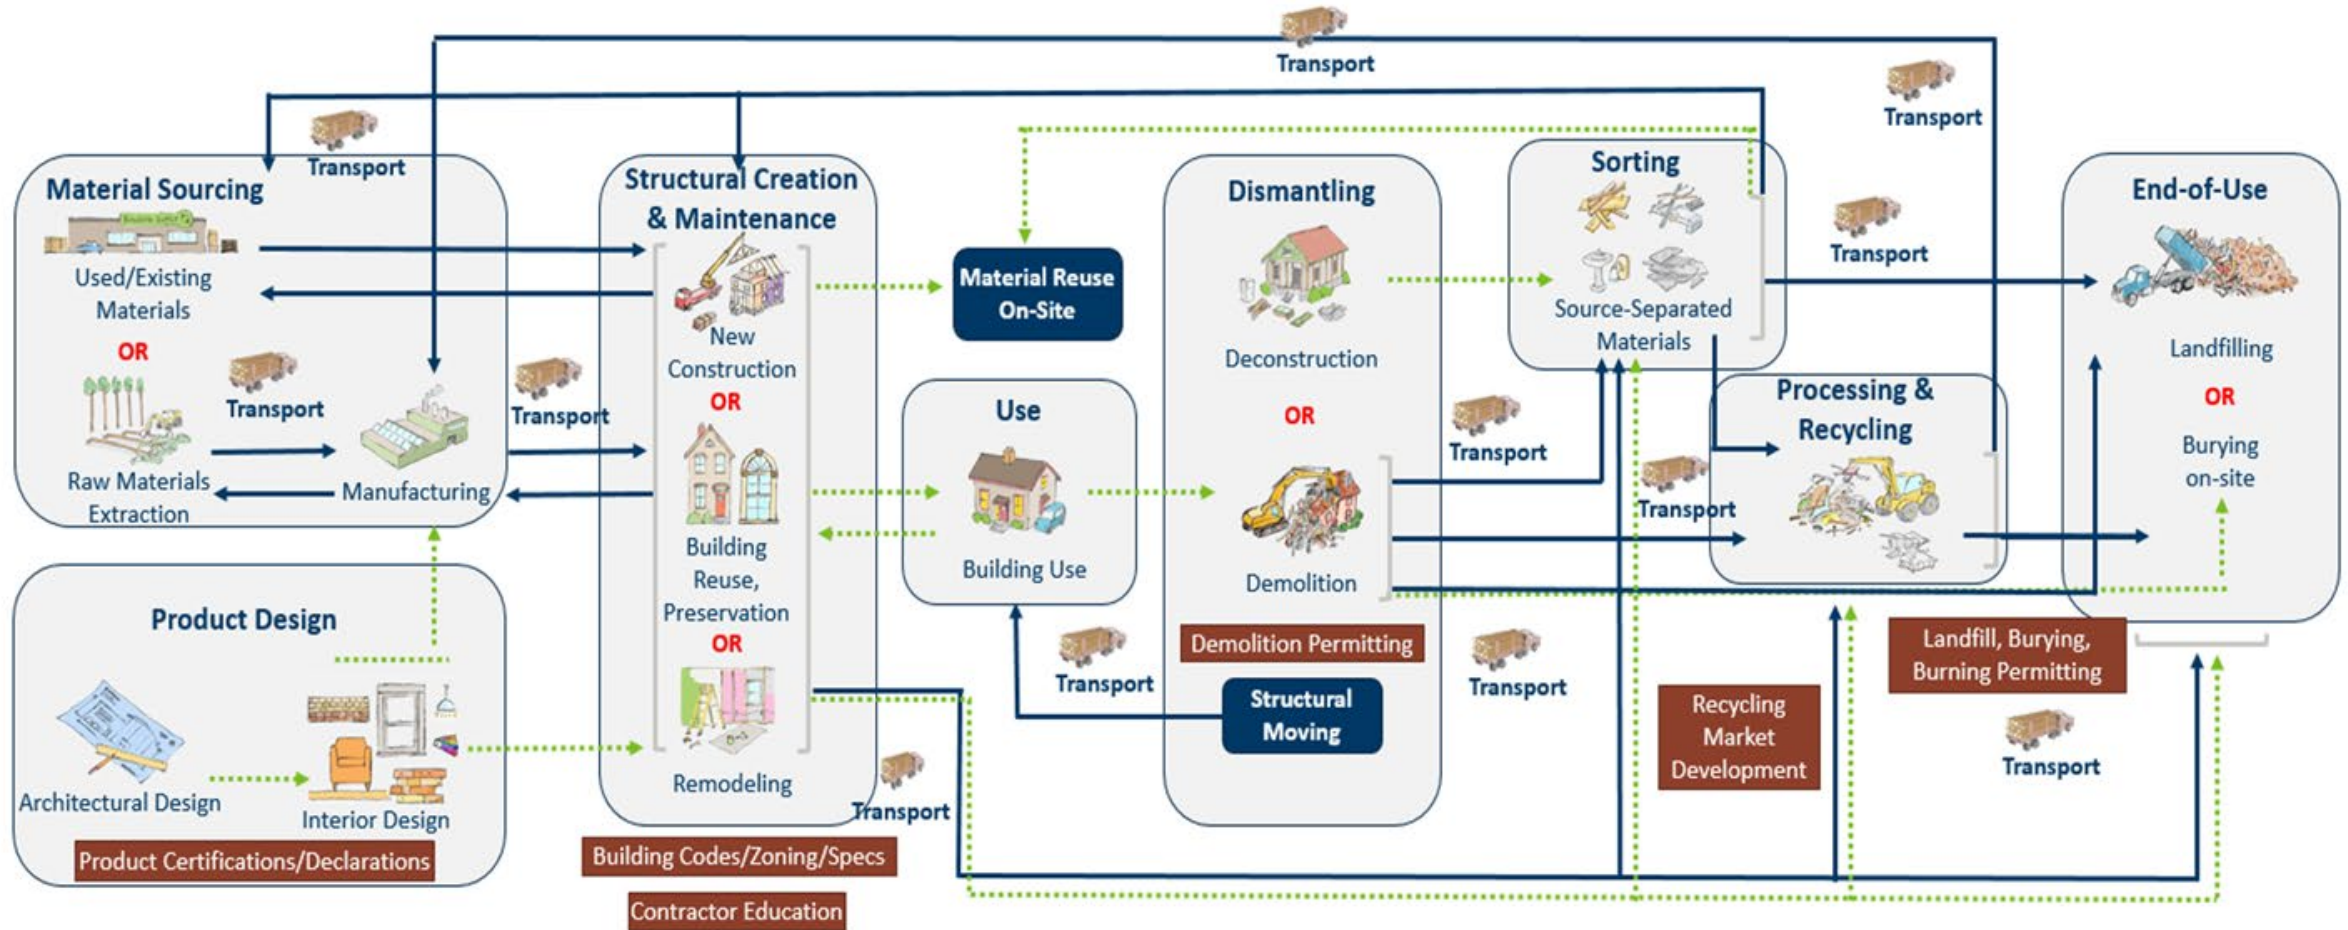 Transport
Transport
Transport
Material Sourcing
Used/Existing
Materials
OR
Raw Materials
Extraction
Transport
Manufacturing
Transport
Structural Creation
& Maintenance
New
Construction
OR
Building
Reuse,
Preservation
OR
Remodeling
Material Reuse
On-Site
Use
Building Use
Transport
Dismantling
Deconstruction
OR
Demolition
Demolition Permitting
Structural
Moving
Sorting
Source-Separated
Materials
Transport
Transport
Transport
Transport
Processing &
Recycling
End-of-Use
Landfilling
OR
Burying
on-site
Landfill, Burying,
Burning Permitting
Recycling
Market
Development
Transport
Product Design
Architectural Design
Interior Design
Product Certifications/Declarations
Transport
Building Codes/Zoning/Specs
Contractor Education